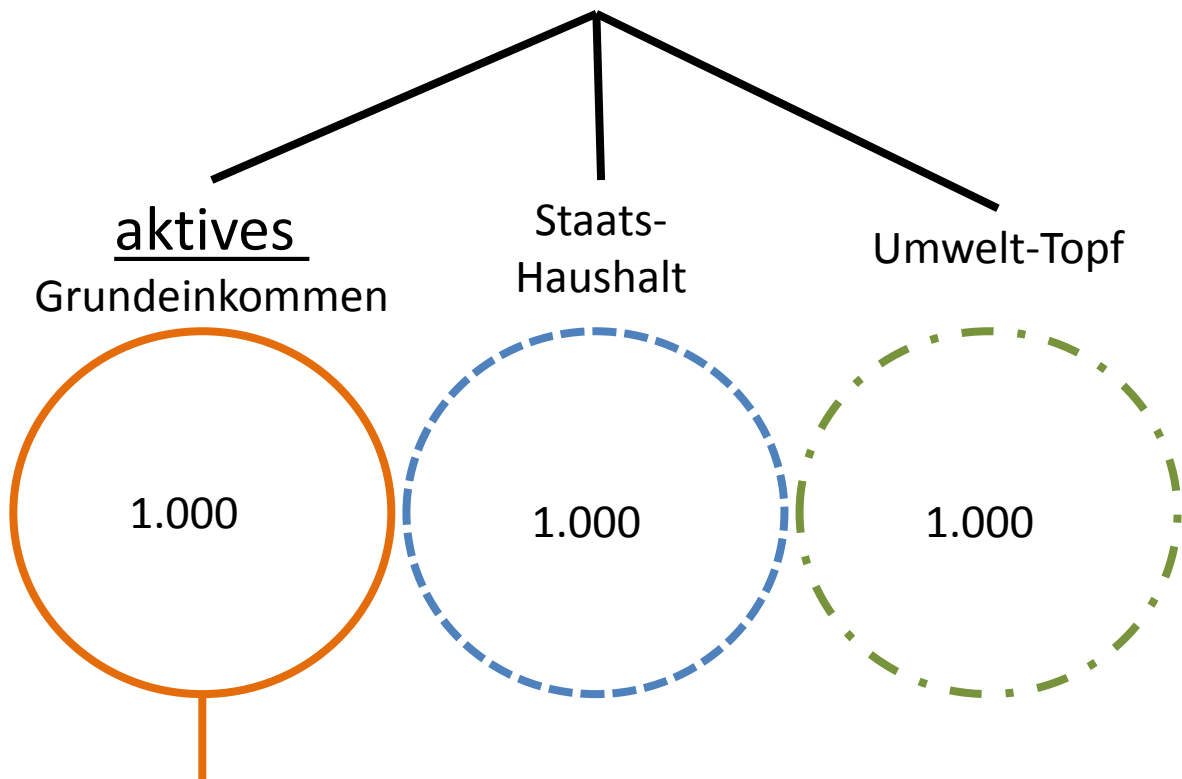 aktives
Grundeinkommen
Staats-
Haushalt
Umwelt-Topf
1.000
1.000
1.000